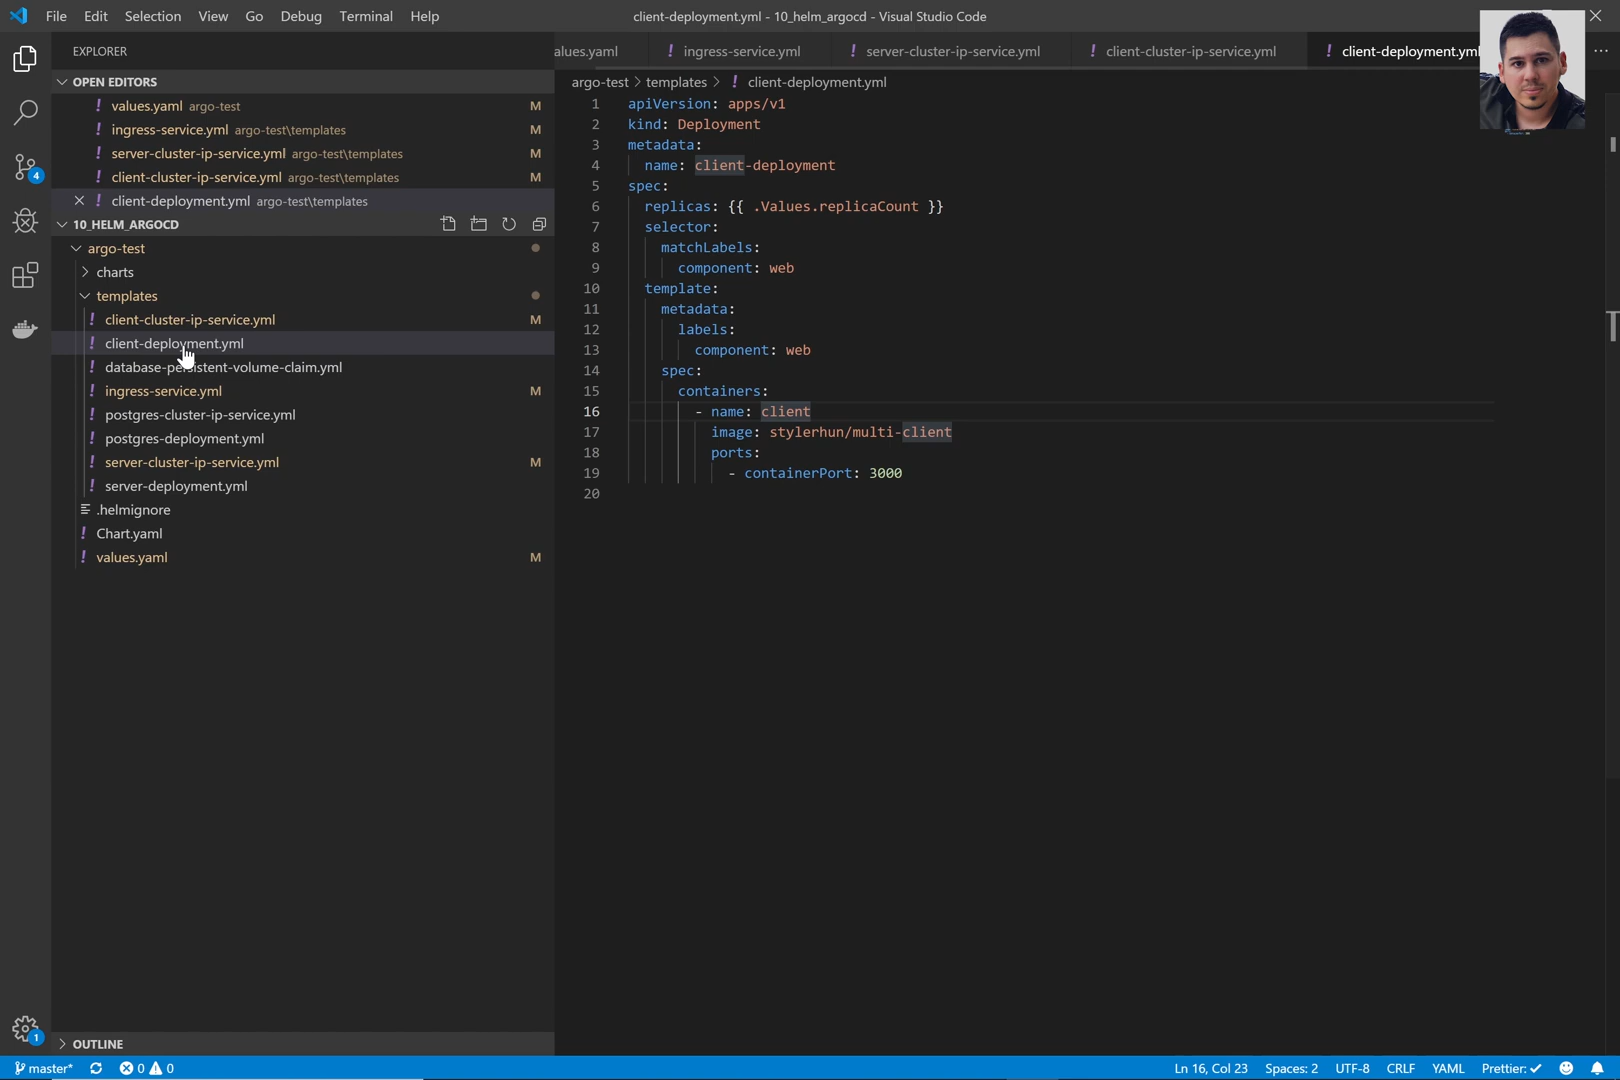 File Edit Selection View Go Debug Terminal Help
client-deployment.yml - 10_helm_argocd - Visual Studio Code
EXPLORER
OPEN EDITORS
values.yaml argo-test M
ingress-service.yml argo-test\templates M
server-cluster-ip-service.yml argo-test\templates M
client-cluster-ip-service.yml argo-test\templates M
client-deployment.yml argo-test\templates
10_HELM_ARGOCD
argo-test
charts
templates
client-cluster-ip-service.yml M
client-deployment.yml
database-persistent-volume-claim.yml
ingress-service.yml M
postgres-cluster-ip-service.yml
postgres-deployment.yml
server-cluster-ip-service.yml M
server-deployment.yml
.helmignore
Chart.yaml
values.yaml M
OUTLINE
4
1
alues.yaml ingress-service.yml server-cluster-ip-service.yml client-cluster-ip-service.yml client-deployment.yml
argo-test > templates > client-deployment.yml
1 apiVersion: apps/v1
2 kind: Deployment
3 metadata:
4 name: client-deployment
5 spec:
6 replicas: {{ .Values.replicaCount }}
7 selector:
8 matchLabels:
9 component: web
10 template:
11 metadata:
12 labels:
13 component: web
14 spec:
15 containers:
16 - name: client
17 image: stylerhun/multi-client
18 ports:
19 - containerPort: 3000
20
master* 0 0 Ln 16, Col 23 Spaces: 2 UTF-8 CRLF YAML Prettier: ✓